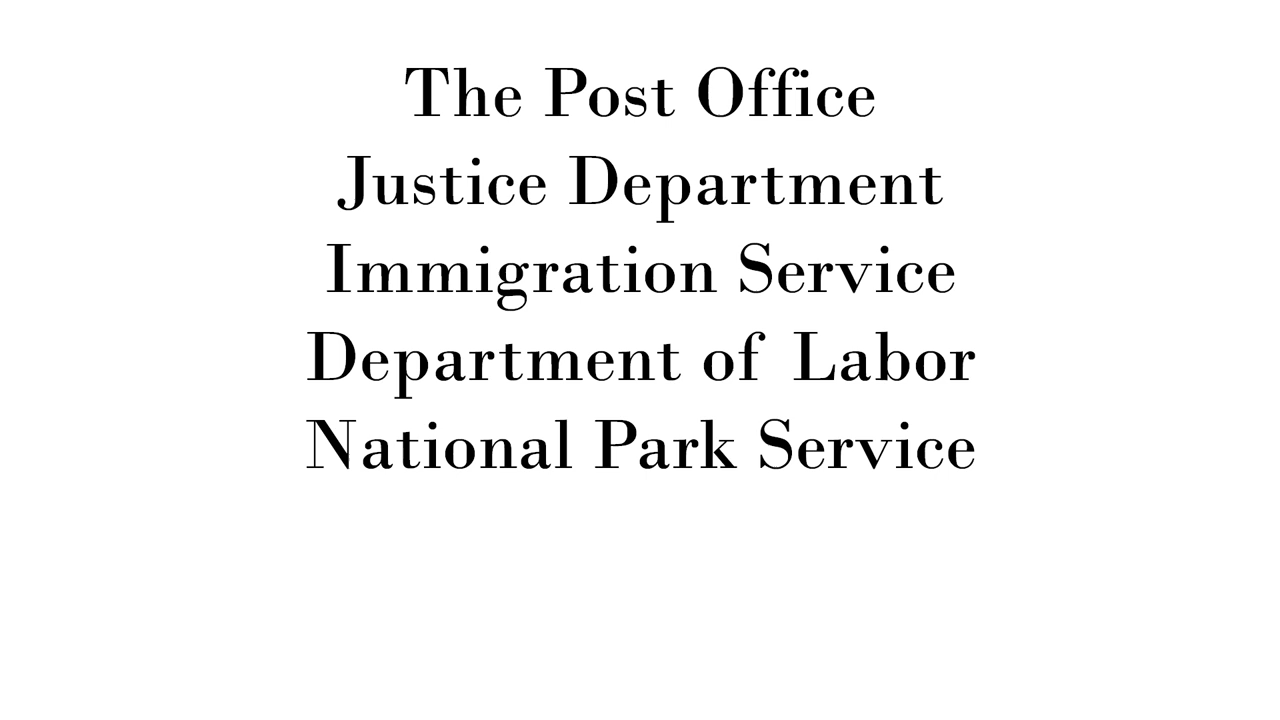 The Post Office
Justice Department
Immigration Service
Department of Labor
National Park Service